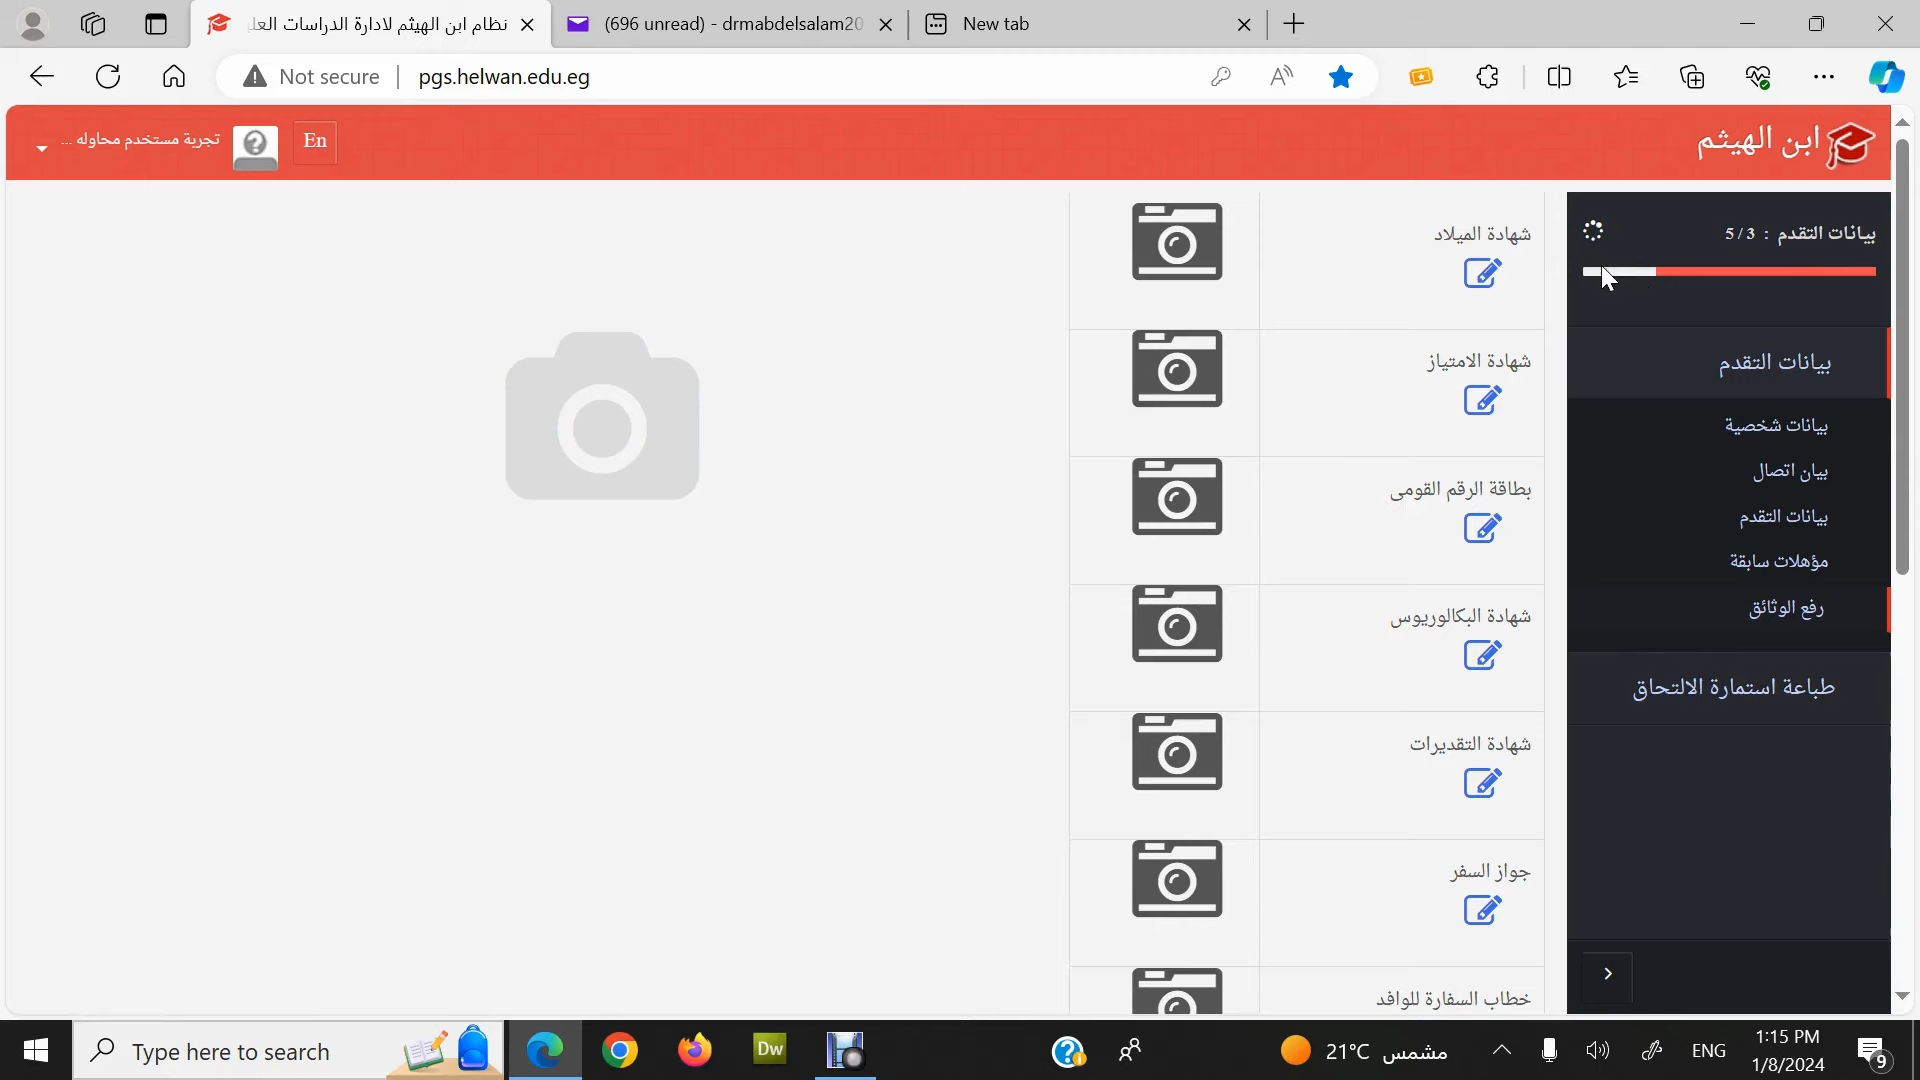 نظام ابن الهيثم لادارة الدراسات العليا
(696 unread) - drmabdelsalam20
New tab
Not secure
pgs.helwan.edu.eg
ابن الهيثم
En
تجربة مستخدم محاوله ...
بيانات التقدم : 5/3
بيانات التقدم
بيانات شخصية
بيان اتصال
بيانات التقدم
مؤهلات سابقة
رفع الوثائق
طباعة استمارة الالتحاق
شهادة الميلاد
شهادة الامتياز
بطاقة الرقم القومى
شهادة البكالوريوس
شهادة التقديرات
جواز السفر
خطاب السفارة للوافد
Type here to search
Dw
21°C مشمس
ENG
1:15 PM
1/8/2024
9